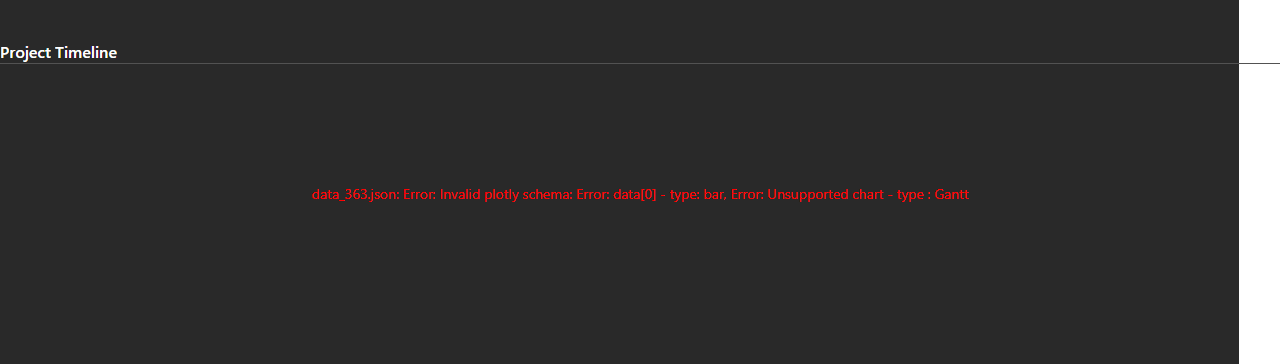 Project Timeline
data_363.json: Error: Invalid plotly schema: Error: data[0] - type: bar, Error: Unsupported chart - type : Gantt